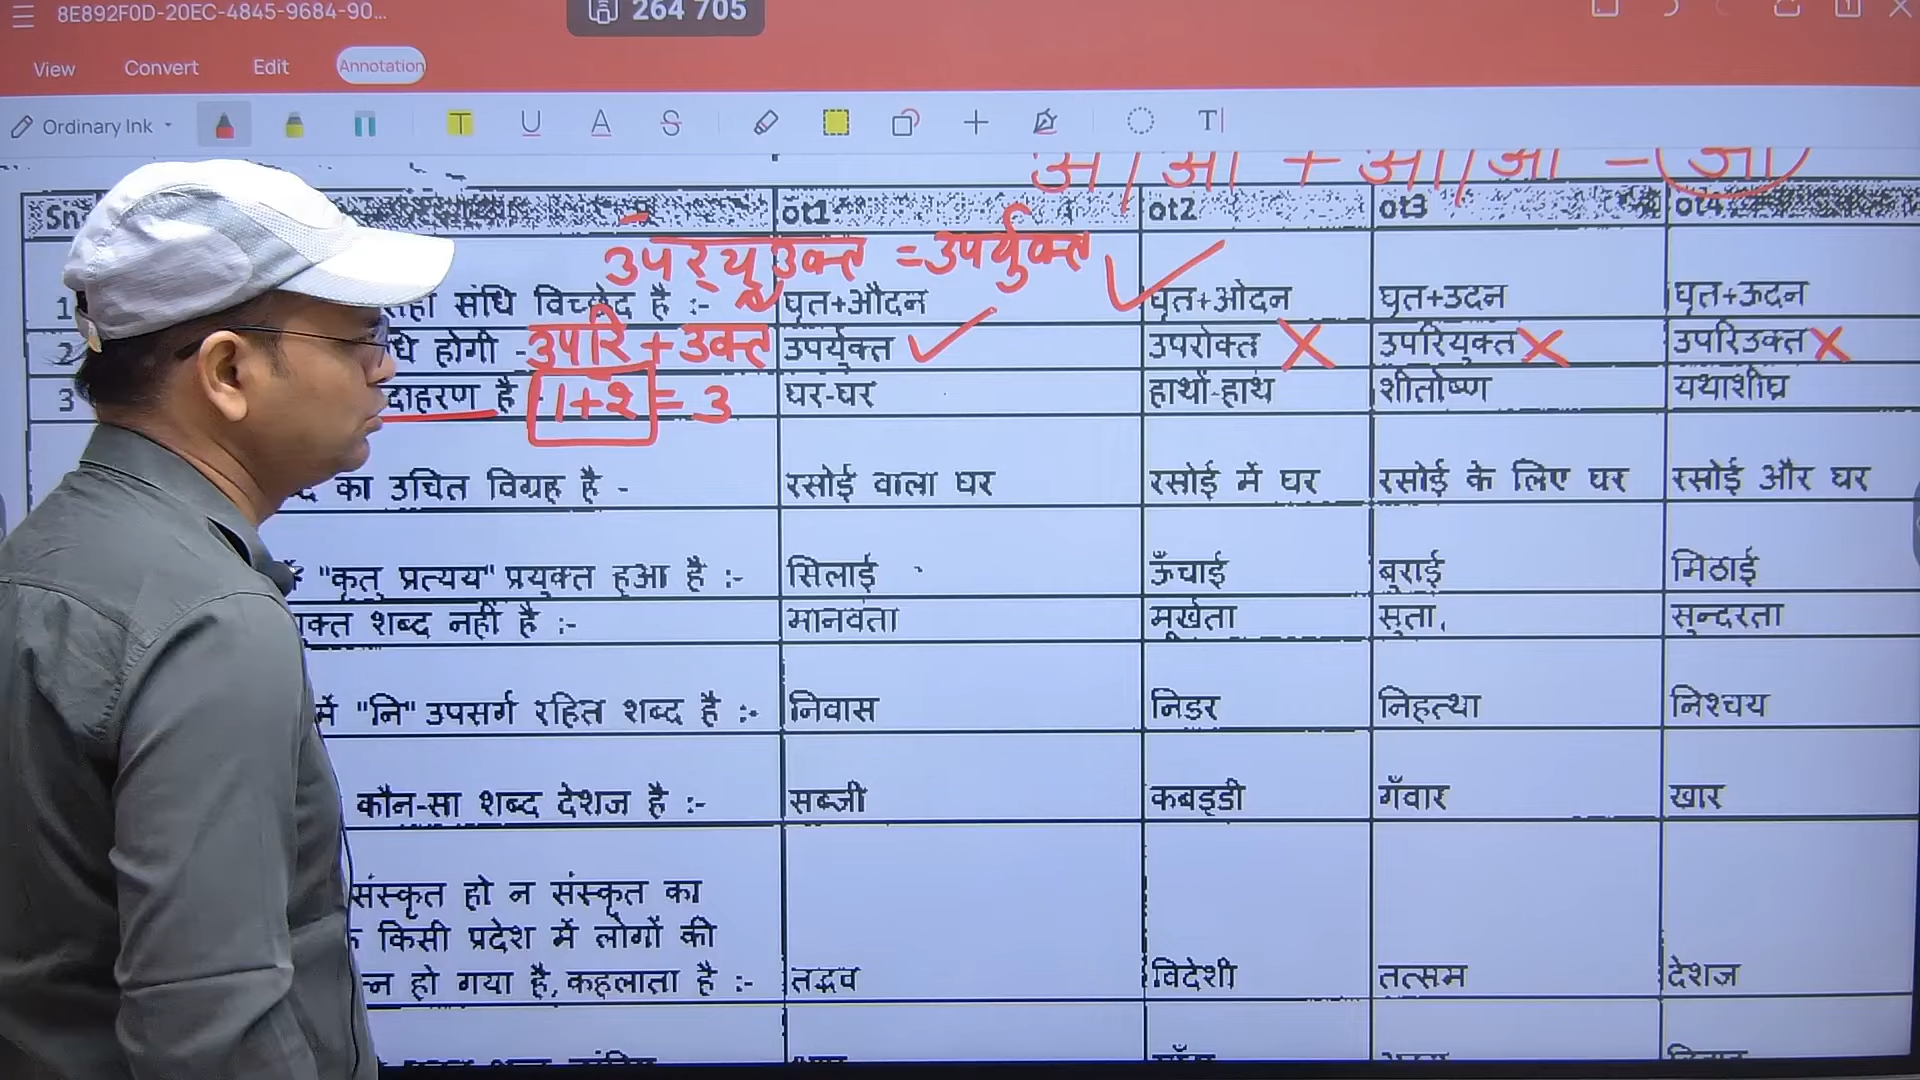 8E892F0D-20EC-4845-9684-90...
264 705
View Convert Edit Annotation
Ordinary Ink T U A S T
अ/आ + अ/आ = आ
Sn ot1 ot2 ot3 ot4
उपर्युक्त = उपर्युक्त
1 सही संधि विच्छेद है :- घृत+औदन घृत+ओदन घृत+उदन घृत+ऊदन
2 धि होगी - उपरि + उक्त उपर्युक्त उपरोक्त उपरियुक्त उपरिउक्त
3 दाहरण है 1+2 = 3 घर-घर हाथों-हाथ शीतोष्ण यथाशीघ्र
का उचित विग्रह है - रसोई वाला घर रसोई में घर रसोई के लिए घर रसोई और घर
"कृत् प्रत्यय" प्रयुक्त हुआ है :- सिलाई ऊँचाई बुराई मिठाई
युक्त शब्द नहीं है :- मानवता मूर्खता सुता, सुन्दरता
में "नि" उपसर्ग रहित शब्द है :- निवास निडर निहत्था निश्चय
कौन-सा शब्द देशज है :- सब्जी कबड्डी गँवार खार
संस्कृत हो न संस्कृत का
किसी प्रदेश में लोगों की
न्न हो गया है, कहलाता है :- तद्भव विदेशी तत्सम देशज